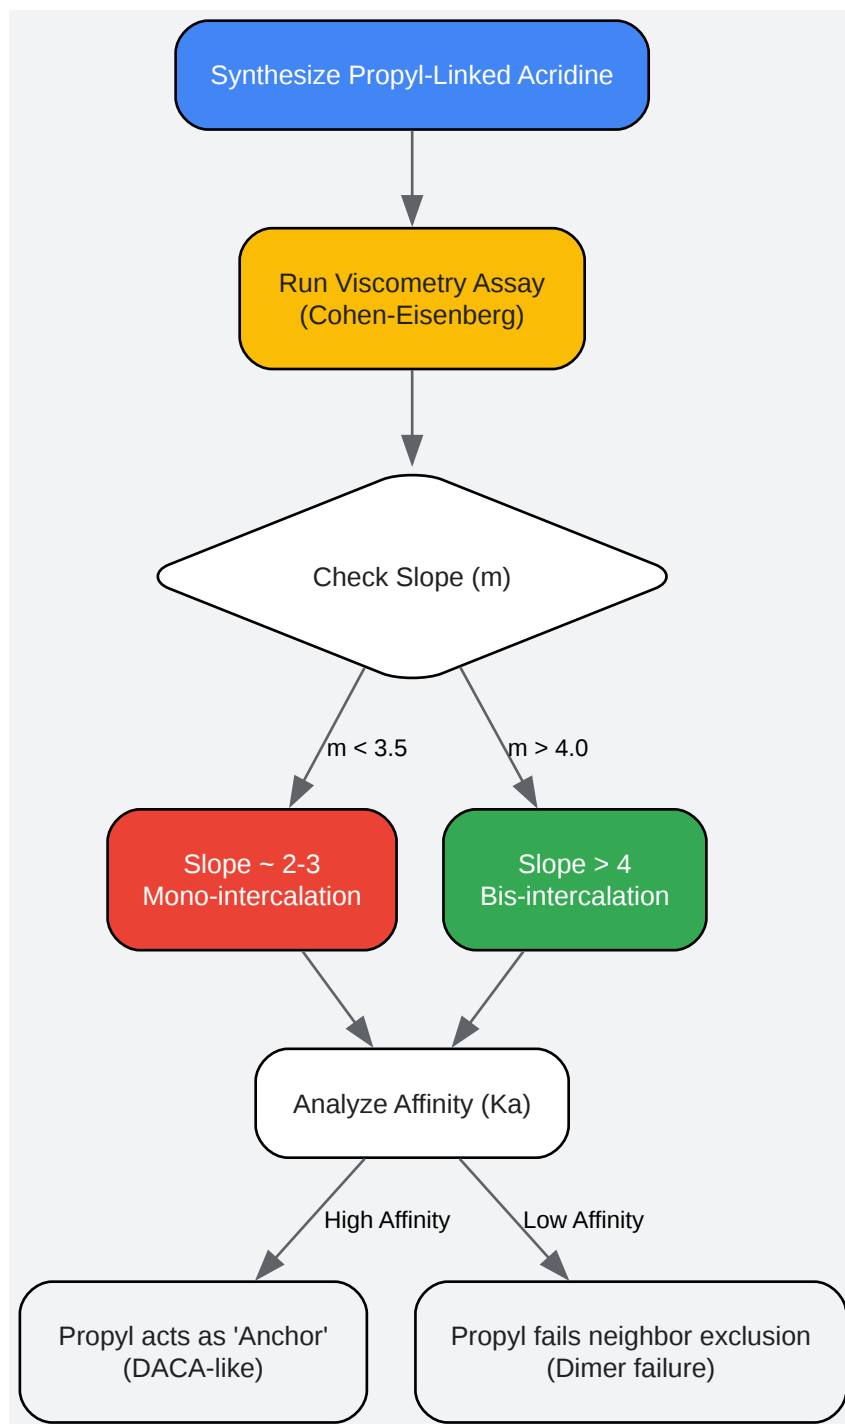 Synthesize Propyl-Linked Acridine
Run Viscometry Assay
(Cohen-Eisenberg)
Check Slope (m)
m < 3.5
m > 4.0
Slope ~ 2-3
Mono-intercalation
Slope > 4
Bis-intercalation
Analyze Affinity (Ka)
High Affinity
Low Affinity
Propyl acts as 'Anchor'
(DACA-like)
Propyl fails neighbor exclusion
(Dimer failure)